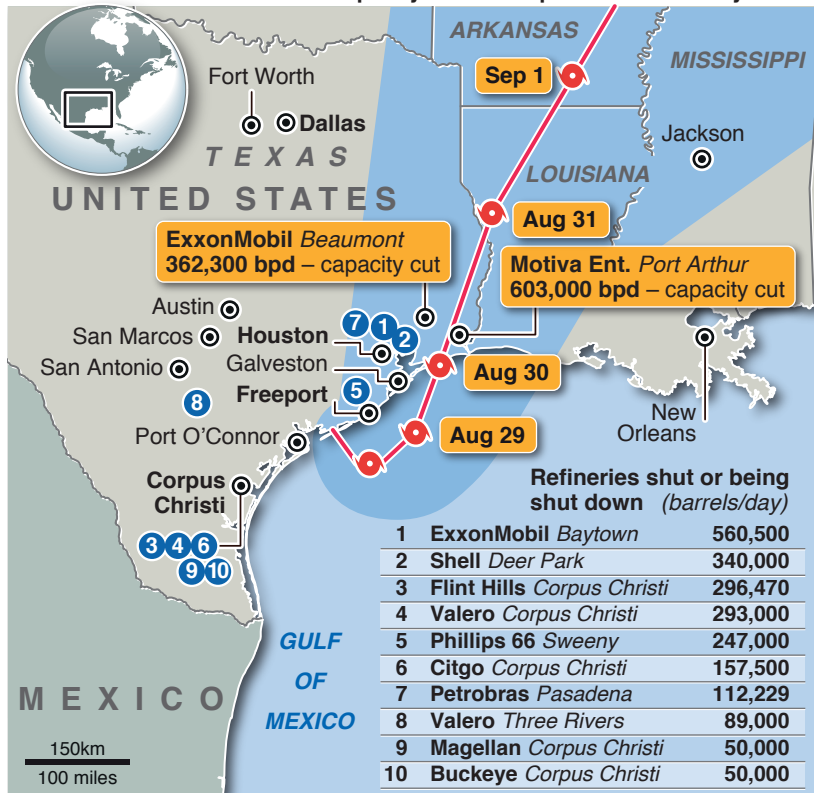 ARKANSAS
MISSISSIPPI
Sep 1
Fort Worth
Dallas
TEXAS
Jackson
LOUISIANA
UNITED STATES
Aug 31
ExxonMobil Beaumont
362,300 bpd – capacity cut
Motiva Ent. Port Arthur
603,000 bpd – capacity cut
Austin
San Marcos
San Antonio
7 1 2
Houston
Galveston
Freeport
5
8
Aug 30
Port O'Connor
Aug 29
New
Orleans
Corpus
Christi
3 4 6
9 10
Refineries shut or being
shut down (barrels/day)
1 ExxonMobil Baytown 560,500
2 Shell Deer Park 340,000
3 Flint Hills Corpus Christi 296,470
4 Valero Corpus Christi 293,000
5 Phillips 66 Sweeny 247,000
6 Citgo Corpus Christi 157,500
7 Petrobras Pasadena 112,229
8 Valero Three Rivers 89,000
9 Magellan Corpus Christi 50,000
10 Buckeye Corpus Christi 50,000
GULF
OF
MEXICO
MEXICO
150km
100 miles